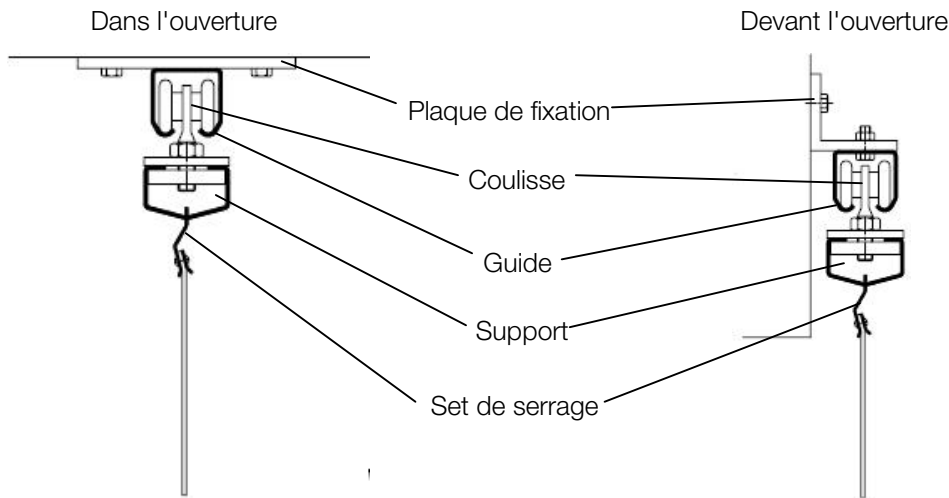 Dans l'ouverture
Devant l'ouverture
Plaque de fixation
Coulisse
Guide
Support
Set de serrage